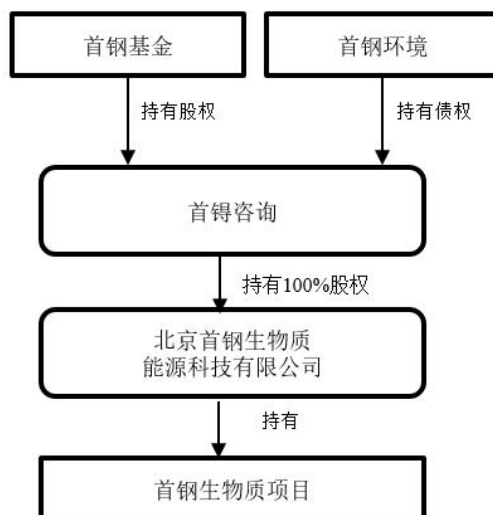 首钢基金
首钢环境
持有股权
持有债权
首锝咨询
持有100%股权
北京首钢生物质
能源科技有限公司
持有
首钢生物质项目